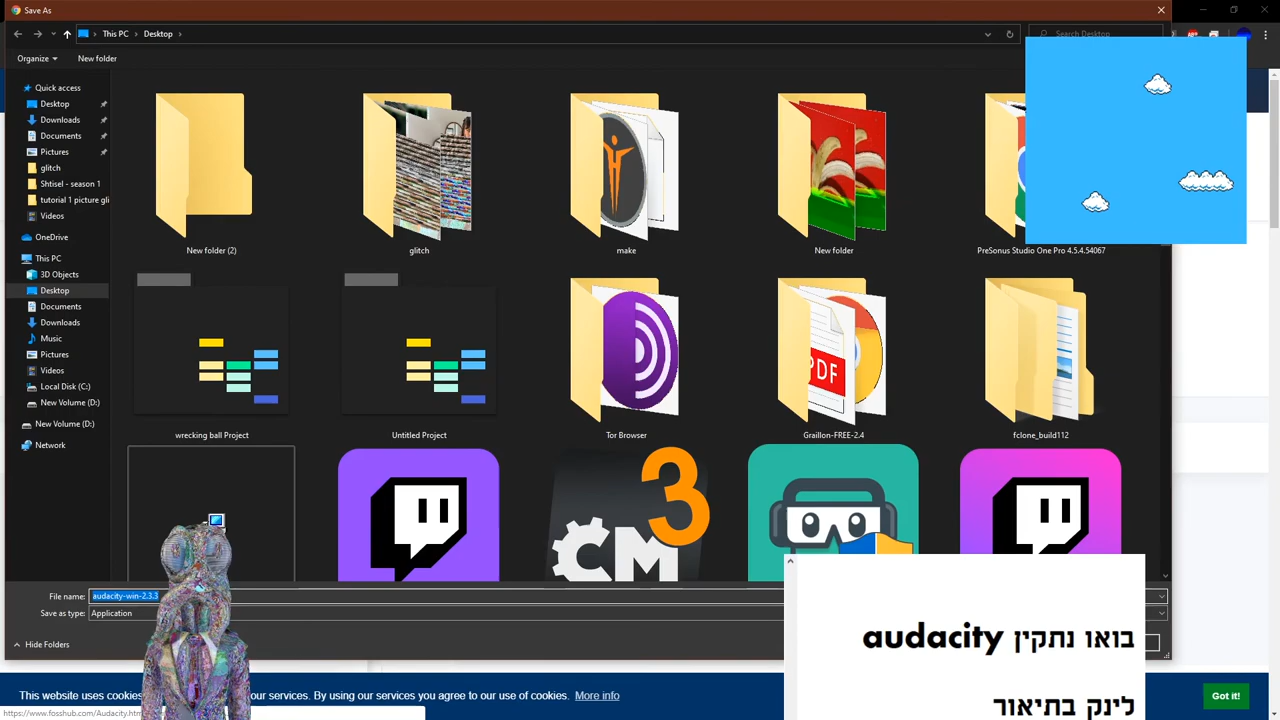 Save As
This PC
Desktop
Search Desktop
Organize
New folder
Quick access
Desktop
Downloads
Documents
Pictures
glitch
Shtisel - season 1
tutorial 1 picture gli
Videos
OneDrive
This PC
3D Objects
Desktop
Documents
Downloads
Music
Pictures
Videos
Local Disk (C:)
New Volume (D:)
New Volume (D:)
Network
New folder (2)
glitch
make
New folder
PreSonus Studio One Pro 4.5.4.54067
wrecking ball Project
Untitled Project
Tor Browser
PDF
Graillon-FREE-2.4
fclone_build112
3
CM
File name:
audacity-win-2.3.3
Save as type:
Application
Hide Folders
בואו נתקין audacity
לינק בתיאור
This website uses cookies
our services. By using our services you agree to our use of cookies.
More info
Got it!
https://www.fosshub.com/Audacity.htm